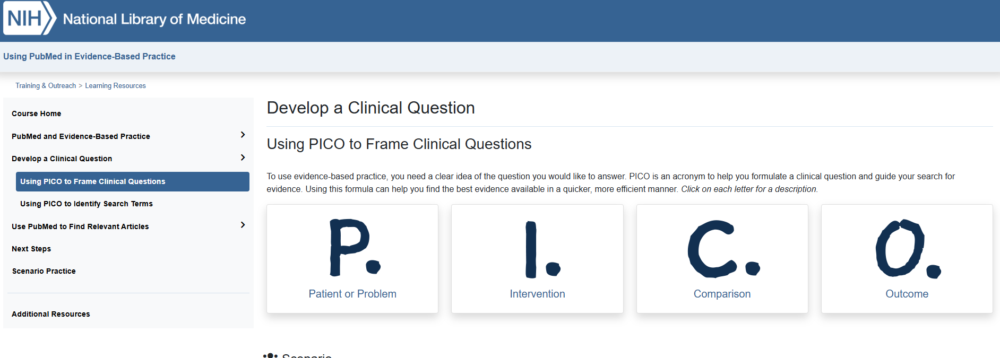 NIH National Library of Medicine
Using PubMed in Evidence-Based Practice
Training & Outreach > Learning Resources
Course Home
PubMed and Evidence-Based Practice
Develop a Clinical Question
Using PICO to Frame Clinical Questions
Using PICO to Identify Search Terms
Use PubMed to Find Relevant Articles
Next Steps
Scenario Practice
Additional Resources
Develop a Clinical Question
Using PICO to Frame Clinical Questions
To use evidence-based practice, you need a clear idea of the question you would like to answer. PICO is an acronym to help you formulate a clinical question and guide your search for
evidence. Using this formula can help you find the best evidence available in a quicker, more efficient manner. Click on each letter for a description.
P.
Patient or Problem
I.
Intervention
C.
Comparison
O.
Outcome
Scenario